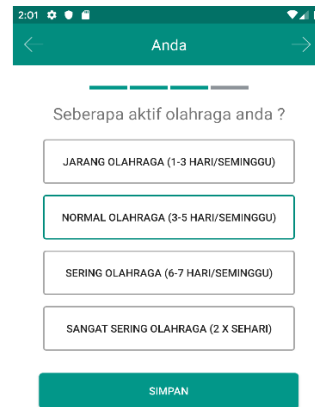 2:01
Anda
Seberapa aktif olahraga anda ?
JARANG OLAHRAGA (1-3 HARI/SEMINGGU)
NORMAL OLAHRAGA (3-5 HARI/SEMINGGU)
SERING OLAHRAGA (6-7 HARI/SEMINGGU)
SANGAT SERING OLAHRAGA (2 X SEHARI)
SIMPAN